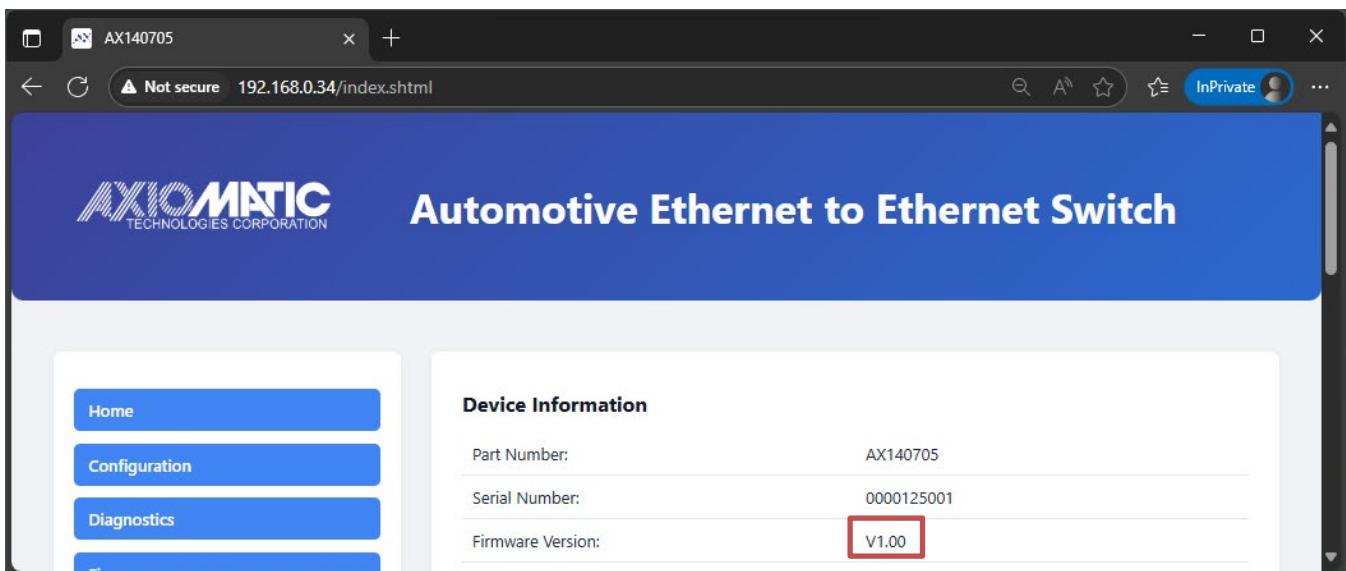 AX140705
Not secure 192.168.0.34/index.shtml
InPrivate
AXIOMATIC
TECHNOLOGIES CORPORATION
Automotive Ethernet to Ethernet Switch
Home
Configuration
Diagnostics
Device Information
Part Number: AX140705
Serial Number: 0000125001
Firmware Version: V1.00